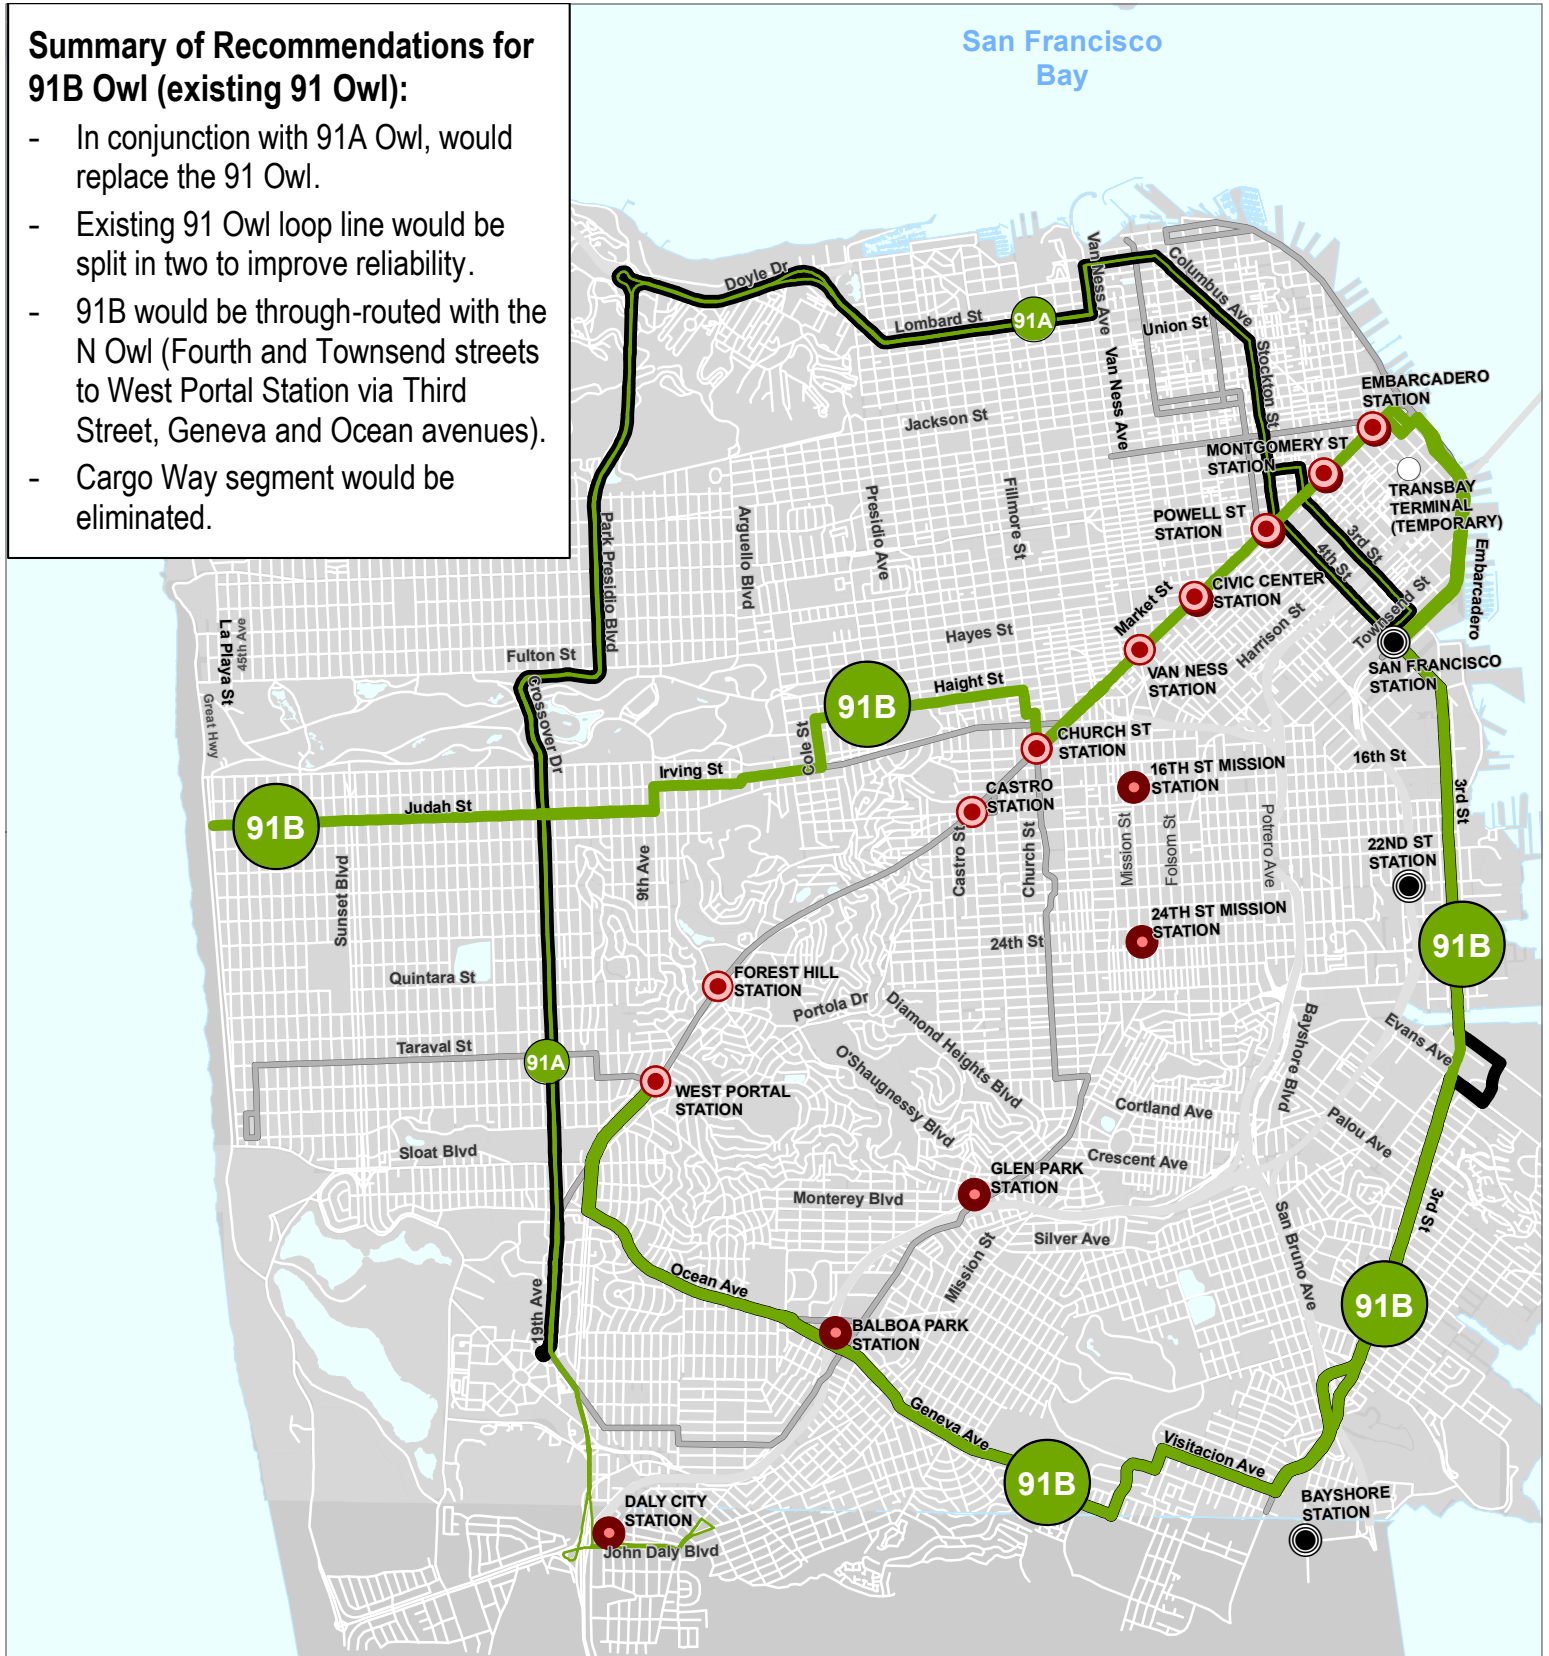 Summary of Recommendations for
91B Owl (existing 91 Owl):
- In conjunction with 91A Owl, would
replace the 91 Owl.
- Existing 91 Owl loop line would be
split in two to improve reliability.
- 91B would be through-routed with the
N Owl (Fourth and Townsend streets
to West Portal Station via Third
Street, Geneva and Ocean avenues).
- Cargo Way segment would be
eliminated.
San Francisco
Bay
Doyle Dr
Lombard St
91A
Van Ness Ave
Columbus Ave
Union St
Van Ness Ave
Stockton St
EMBARCADERO
STATION
Jackson St
MONTGOMERY ST
STATION
TRANSBAY
TERMINAL
(TEMPORARY)
POWELL ST
STATION
3rd St
4th St
Embarcadero
Park Presidio Blvd
Arguello Blvd
Presidio Ave
Fillmore St
CIVIC CENTER
STATION
Market St
Harrison St
Townsend St
La Playa St
45th Ave
Great Hwy
Fulton St
Crossover Dr
Hayes St
Haight St
91B
Cole St
VAN NESS
STATION
SAN FRANCISCO
STATION
CHURCH ST
STATION
16TH ST MISSION
STATION
16th St
3rd St
Irving St
Judah St
91B
CASTRO
STATION
Castro St
Church St
Mission St
Folsom St
Potrero Ave
22ND ST
STATION
Sunset Blvd
9th Ave
24TH ST MISSION
STATION
24th St
91B
Quintara St
FOREST HILL
STATION
Portola Dr
Diamond Heights Blvd
O'Shaugnessy Blvd
Bayshore Blvd
Evans Ave
Taraval St
91A
WEST PORTAL
STATION
Cortland Ave
Palou Ave
Sloat Blvd
Crescent Ave
GLEN PARK
STATION
Monterey Blvd
Silver Ave
3rd St
San Bruno Ave
Mission St
Ocean Ave
19th Ave
91B
BALBOA PARK
STATION
Geneva Ave
Visitacion Ave
91B
BAYSHORE
STATION
DALY CITY
STATION
John Daly Blvd